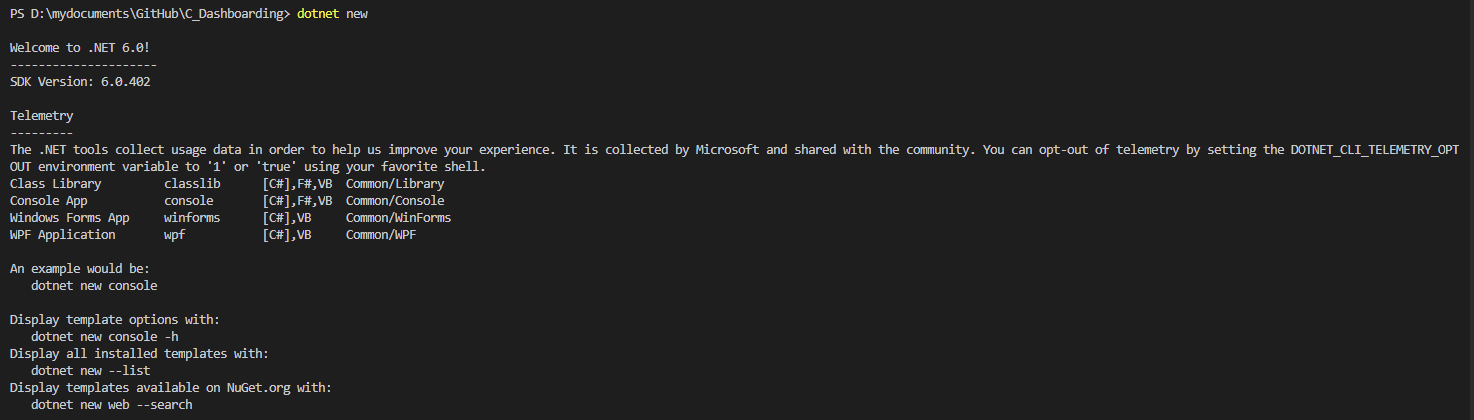 PS D:\mydocuments\GitHub\C_Dashboarding> dotnet new
Welcome to .NET 6.0!
---------------------
SDK Version: 6.0.402
Telemetry
---------
The .NET tools collect usage data in order to help us improve your experience. It is collected by Microsoft and shared with the community. You can opt-out of telemetry by setting the DOTNET_CLI_TELEMETRY_OPT
OUT environment variable to '1' or 'true' using your favorite shell.
Class Library         classlib      [C#],F#,VB  Common/Library
Console App           console       [C#],F#,VB  Common/Console
Windows Forms App     winforms      [C#],VB     Common/WinForms
WPF Application       wpf           [C#],VB     Common/WPF
An example would be:
   dotnet new console
Display template options with:
   dotnet new console -h
Display all installed templates with:
   dotnet new --list
Display templates available on NuGet.org with:
   dotnet new web --search